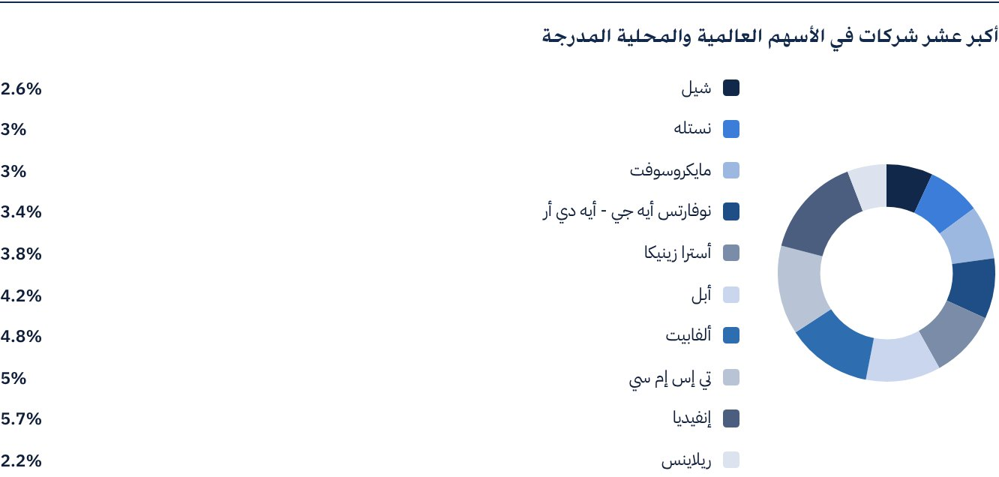 أكبر عشر شركات في الأسهم العالمية والمحلية المدرجة
شيل 2.6%
نستله 3%
مايكروسوفت 3%
نوفارتس أيه جي - أيه دي أر 3.4%
أسترا زينيكا 3.8%
أبل 4.2%
ألفابيت 4.8%
تي إس إم سي 5%
إنفيديا 5.7%
ريلاينس 2.2%